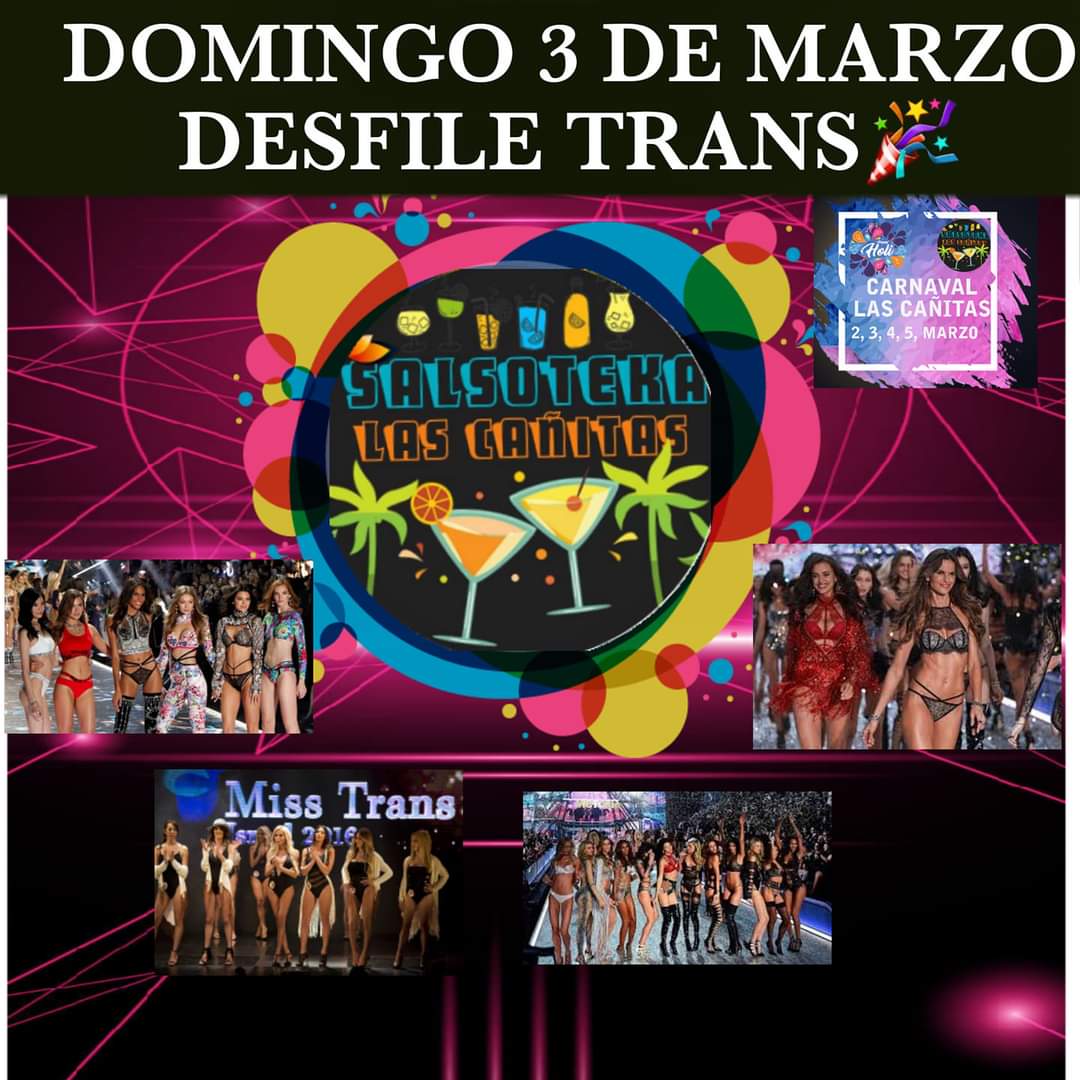 DOMINGO 3 DE MARZO
DESFILE TRANS
Holi
CARNAVAL
LAS CAÑITAS
2, 3, 4, 5, MARZO
SALSOTEKA
LAS CAÑITAS
Miss Trans
2016